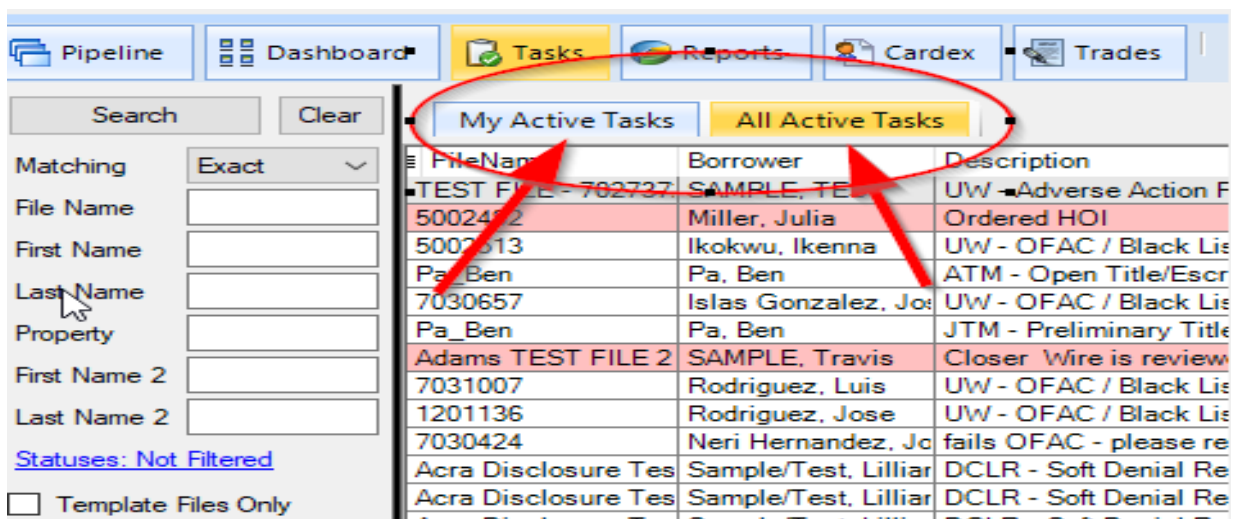 Pipeline Dashboard Tasks Reports Cardex Trades
Search Clear
My Active Tasks All Active Tasks
Matching Exact
File Name
First Name
Last Name
Property
First Name 2
Last Name 2
Statuses: Not Filtered
Template Files Only
Borrower Description
TEST FILE - 702737 SAMPLE, UW - Adverse Action F
Miller, Julia Ordered HOI
Ikokwu, Ikenna UW - OFAC / Black Lis
Pa_Ben Pa, Ben ATM - Open Title/Escr
7030657 Islas Gonzalez, Jos UW - OFAC / Black Lis
Pa_Ben Pa, Ben JTM - Preliminary Title
Adams TEST FILE 2 SAMPLE, Travis Closer Wire is review
7031007 Rodriguez, Luis UW - OFAC / Black Lis
1201136 Rodriguez, Jose UW - OFAC / Black Lis
7030424 Neri Hernandez, Jo fails OFAC - please re
Acra Disclosure Tes Sample/Test, Lillian DCLR - Soft Denial Re
Acra Disclosure Tes Sample/Test, Lillian DCLR - Soft Denial Re